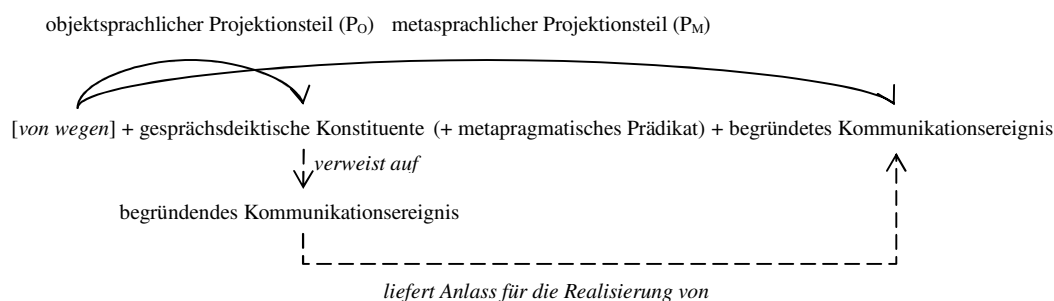 objektsprachlicher Projektionsteil (P_O) metasprachlicher Projektionsteil (P_M)
[von wegen] + gesprächsdeiktische Konstituente (+ metapragmatisches Prädikat) + begründetes Kommunikationsereignis
verweist auf
begründendes Kommunikationsereignis
liefert Anlass für die Realisierung von